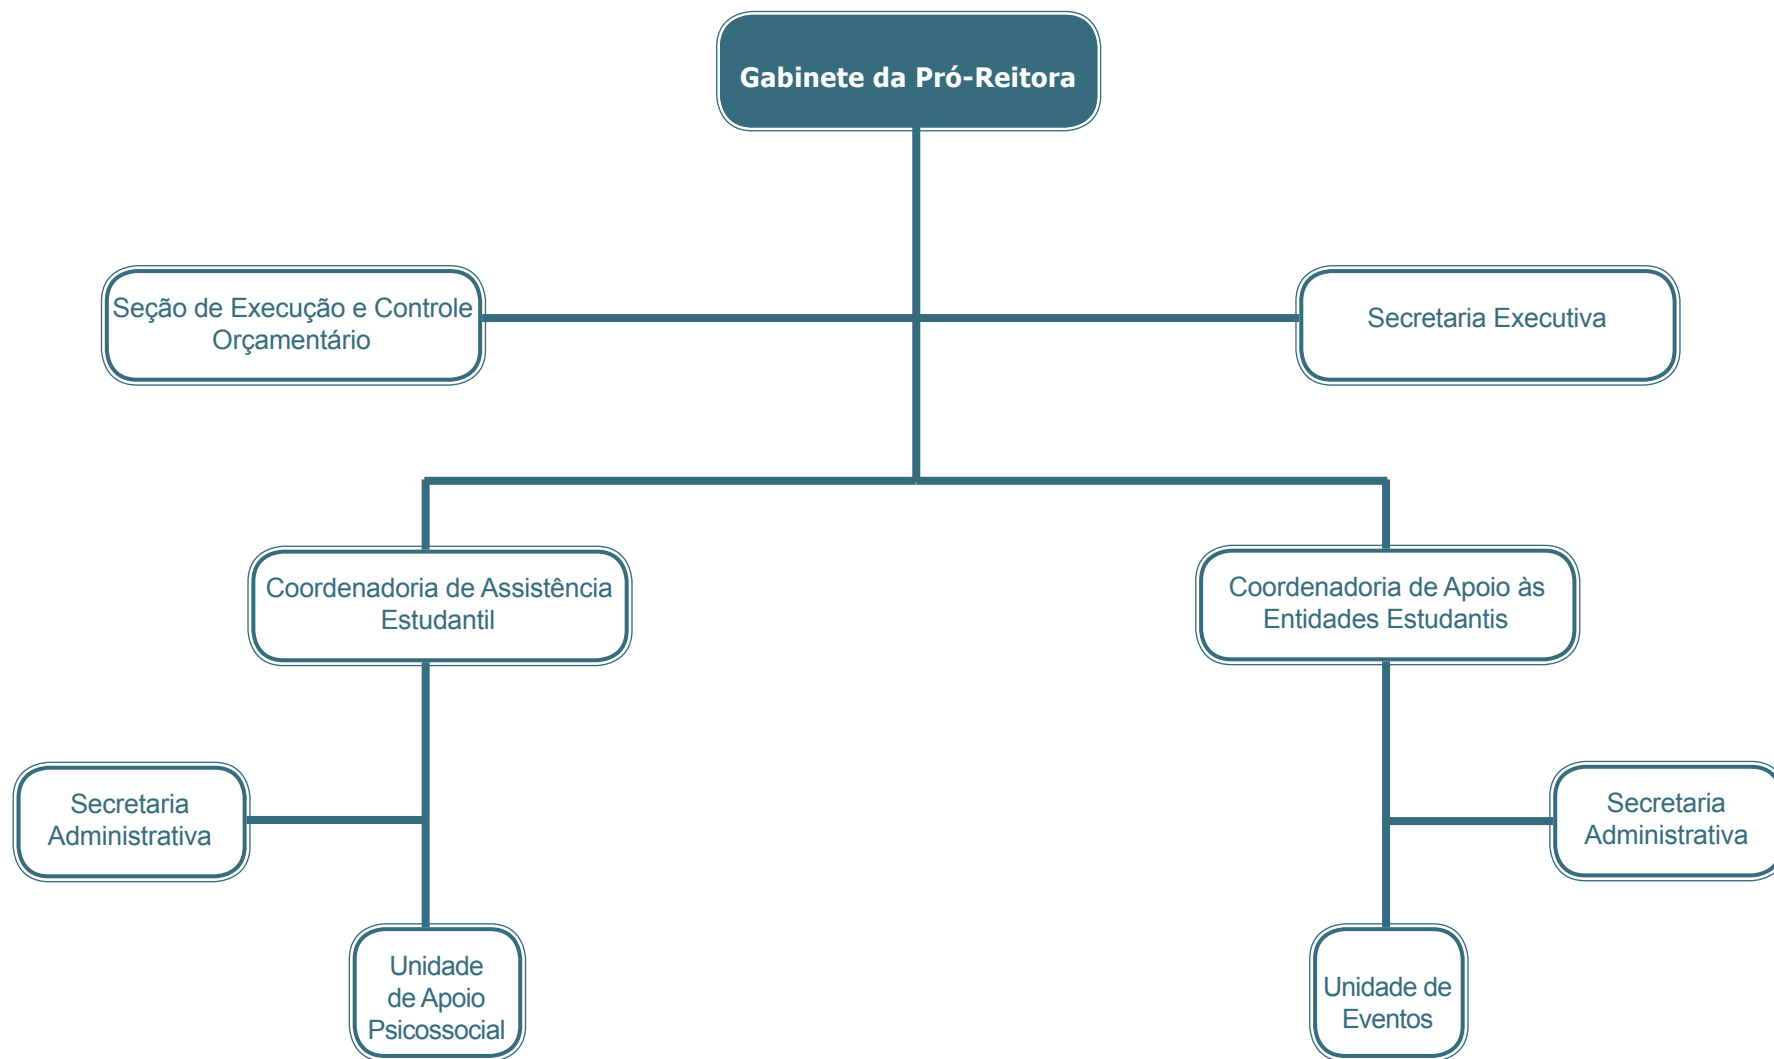 Gabinete da Pró-Reitora
Seção de Execução e Controle
Orçamentário
Secretaria Executiva
Coordenadoria de Assistência
Estudantil
Coordenadoria de Apoio às
Entidades Estudantis
Secretaria
Administrativa
Secretaria
Administrativa
Unidade
de Apoio
Psicossocial
Unidade de
Eventos